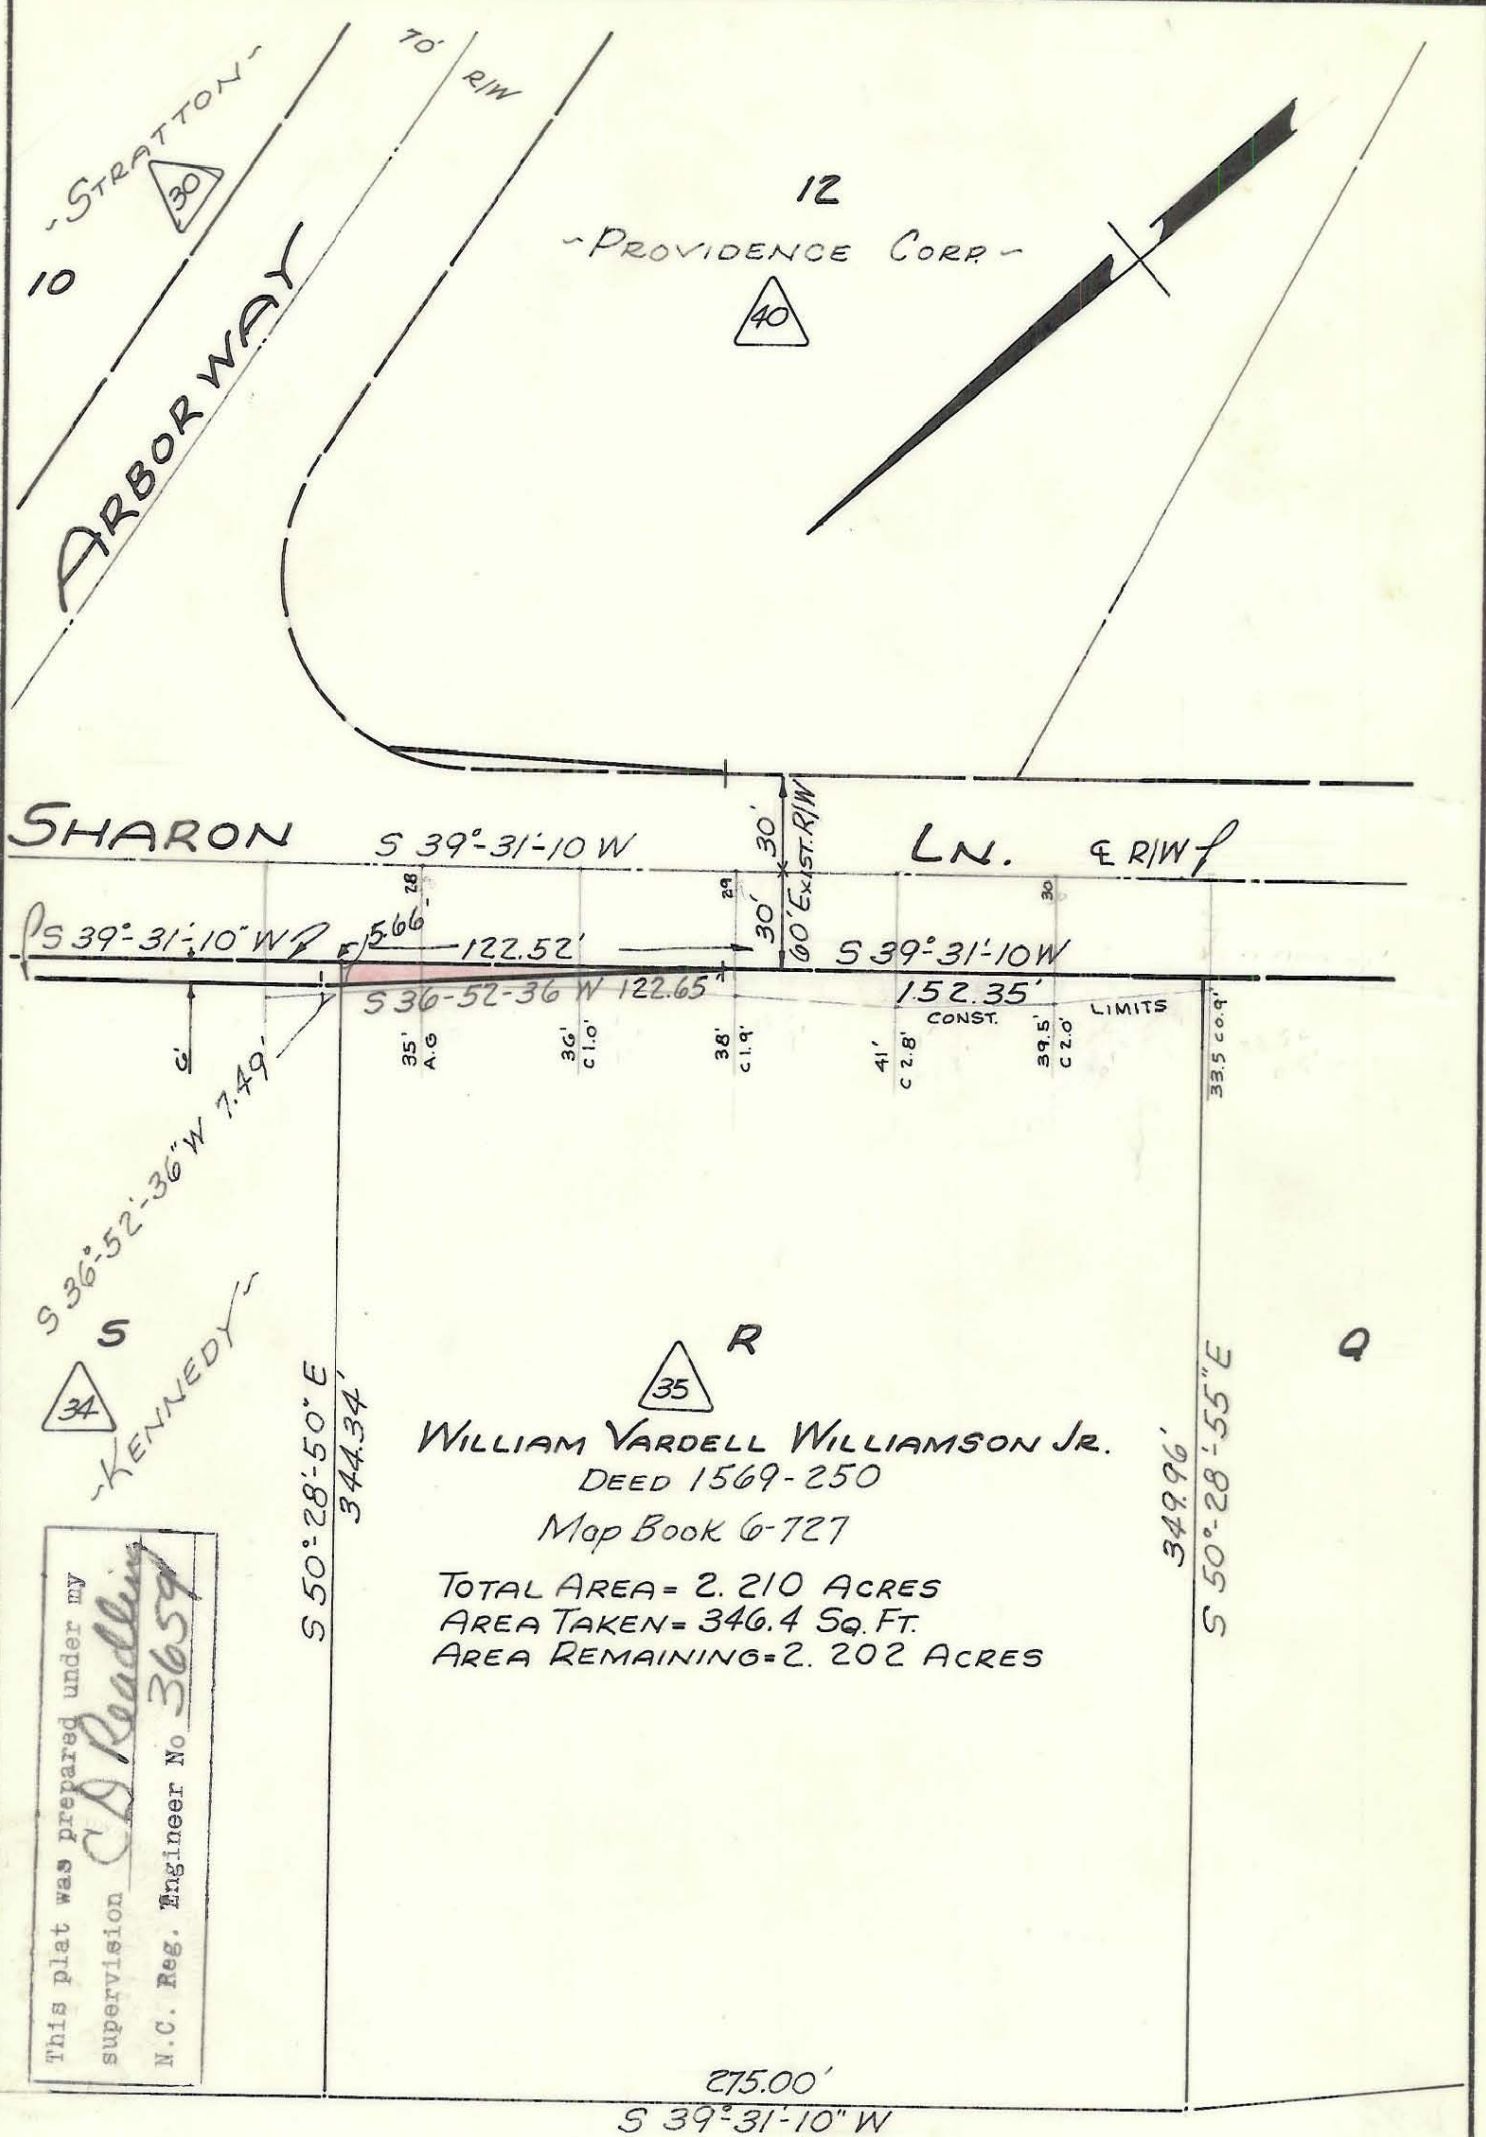 70' R/W
~STRATTON~
30
10
ARBORWAY
12
~PROVIDENCE CORP.~
40
SHARON LN.
S 39°-31'-10 W
℄ R/W
28
29
30
30'
30'
60' EXIST. R/W
S 39°-31'-10" W
5.66'
122.52'
S 39°-31'-10 W
S 36-52-36 W 122.65'
152.35'
CONST. LIMITS
6'
35'
A.G
36'
C 1.0'
38'
C 1.9'
41'
C 2.8'
39.5'
C 2.0'
33.5 C 0.9'
S 36°-52'-36" W 7.49'
S
34
~KENNEDY~
S 50°-28'-50" E
344.34'
R
35
WILLIAM VARDELL WILLIAMSON JR.
DEED 1569-250
Map Book 6-727
TOTAL AREA = 2.210 ACRES
AREA TAKEN = 346.4 SQ. FT.
AREA REMAINING = 2.202 ACRES
349.96'
S 50°-28'-55" E
Q
This plat was prepared under my
supervision C D Readling
N.C. Reg. Engineer No 3659
275.00'
S 39°-31'-10" W